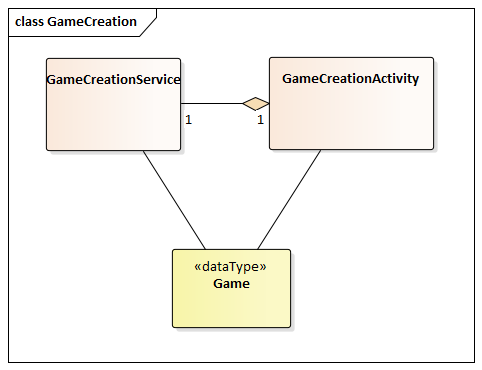 class GameCreation
GameCreationService
GameCreationActivity
1
1
«dataType»
Game